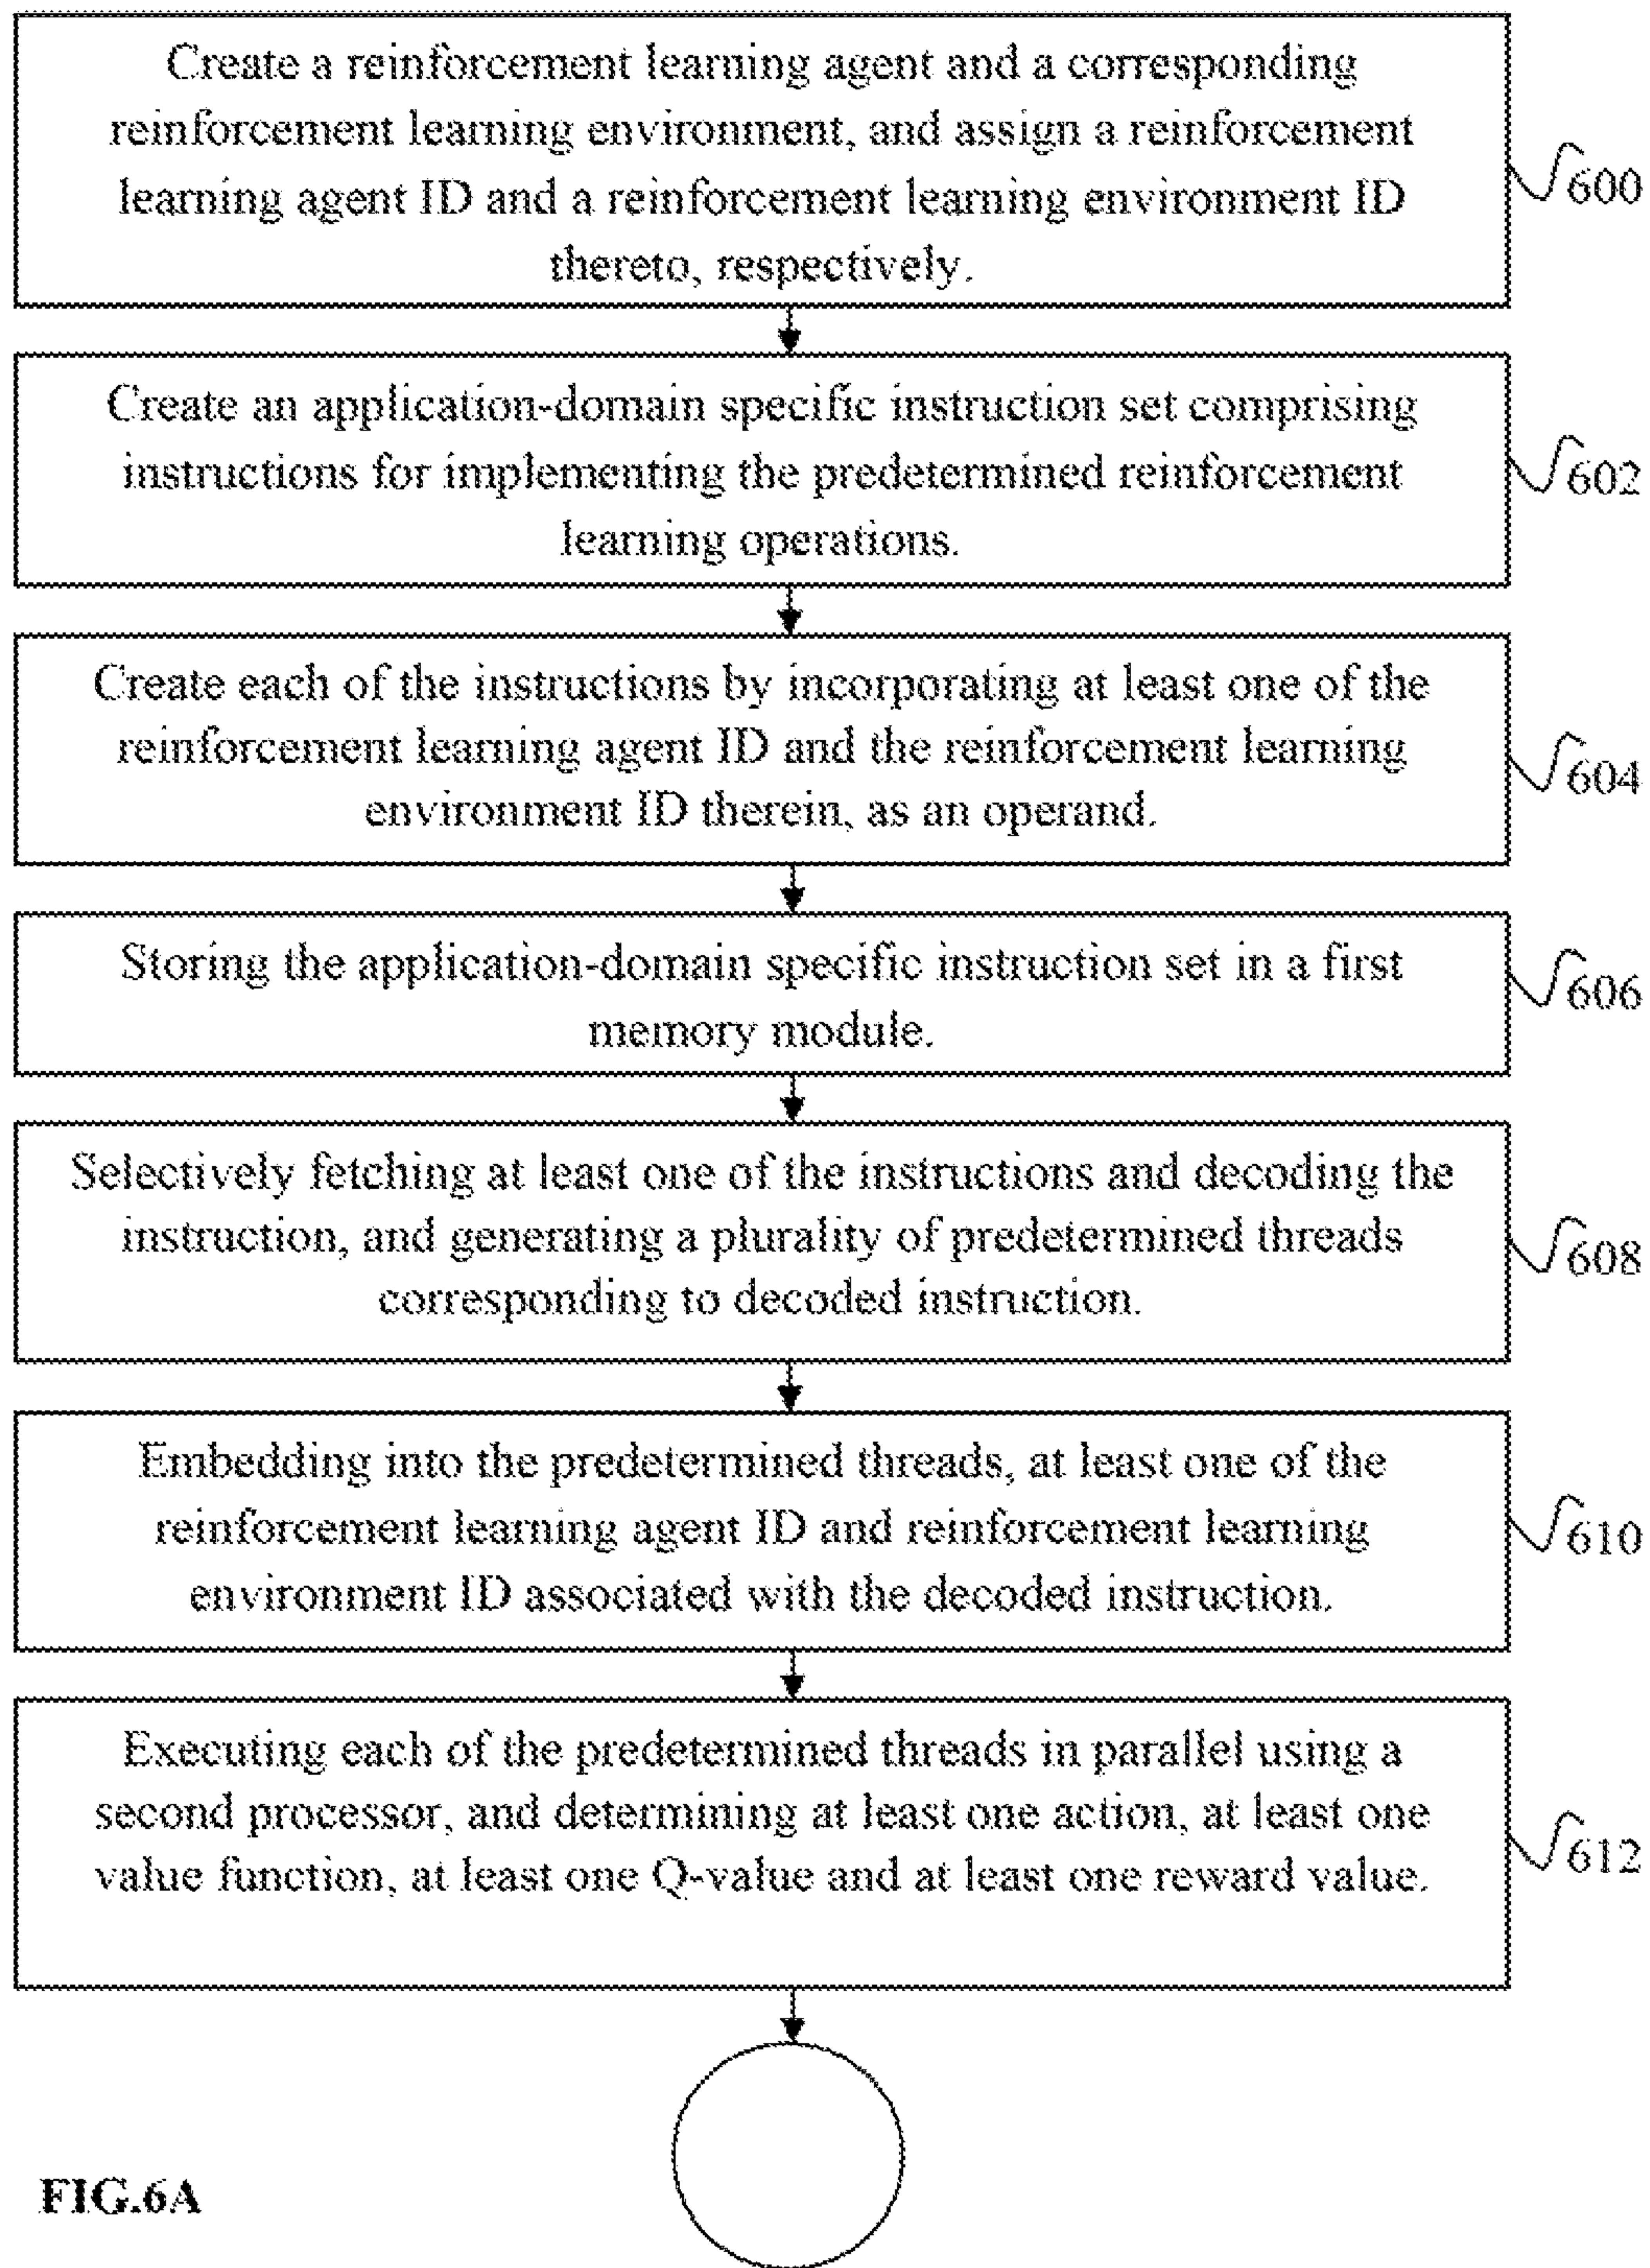 Create a reinforcement learning agent and a corresponding
reinforcement learning environment, and assign a reinforcement
learning agent ID and a reinforcement learning environment ID
thereto, respectively.
600
Create an application-domain specific instruction set comprising
instructions for implementing the predetermined reinforcement
learning operations.
602
Create each of the instructions by incorporating at least one of the
reinforcement learning agent ID and the reinforcement learning
environment ID therein, as an operand.
604
Storing the application-domain specific instruction set in a first
memory module.
606
Selectively fetching at least one of the instructions and decoding the
instruction, and generating a plurality of predetermined threads
corresponding to decoded instruction.
608
Embedding into the predetermined threads, at least one of the
reinforcement learning agent ID and reinforcement learning
environment ID associated with the decoded instruction.
610
Executing each of the predetermined threads in parallel using a
second processor, and determining at least one action, at least one
value function, at least one Q-value and at least one reward value.
612
FIG.6A